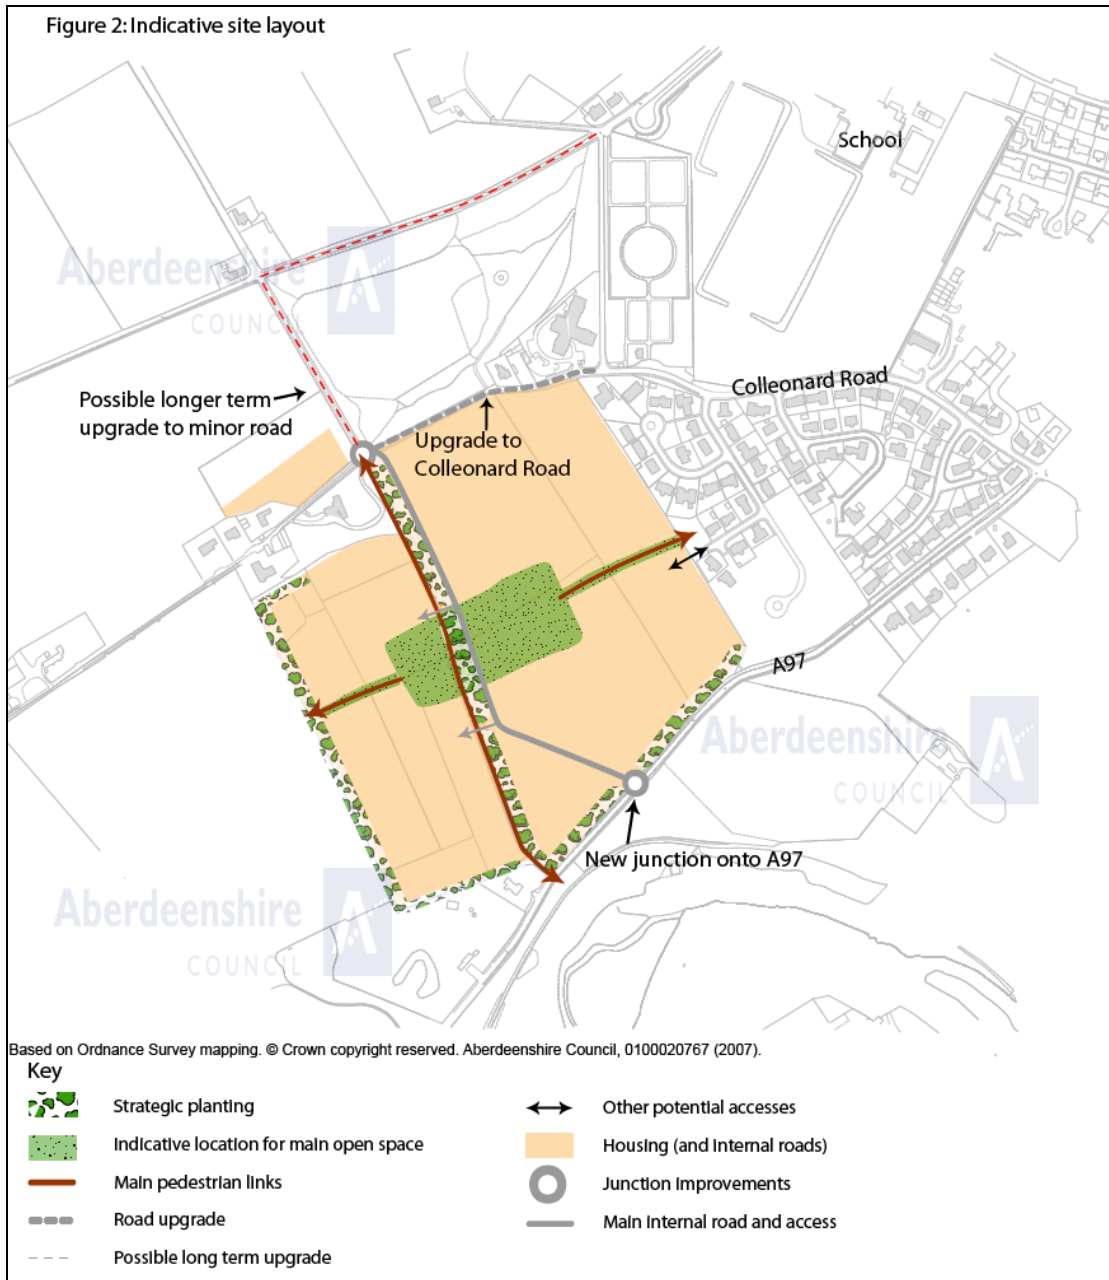 Figure 2: Indicative site layout
School
Aberdeenshire
COUNCIL
Colleonard Road
Possible longer term
upgrade to minor road
Upgrade to
Colleonard Road
A97
Aberdeenshire
COUNCIL
New junction onto A97
Aberdeenshire
COUNCIL
Based on Ordnance Survey mapping. © Crown copyright reserved. Aberdeenshire Council, 0100020767 (2007).
Key
Strategic planting
Indicative location for main open space
Main pedestrian links
Road upgrade
Possible long term upgrade
Other potential accesses
Housing (and internal roads)
Junction improvements
Main internal road and access